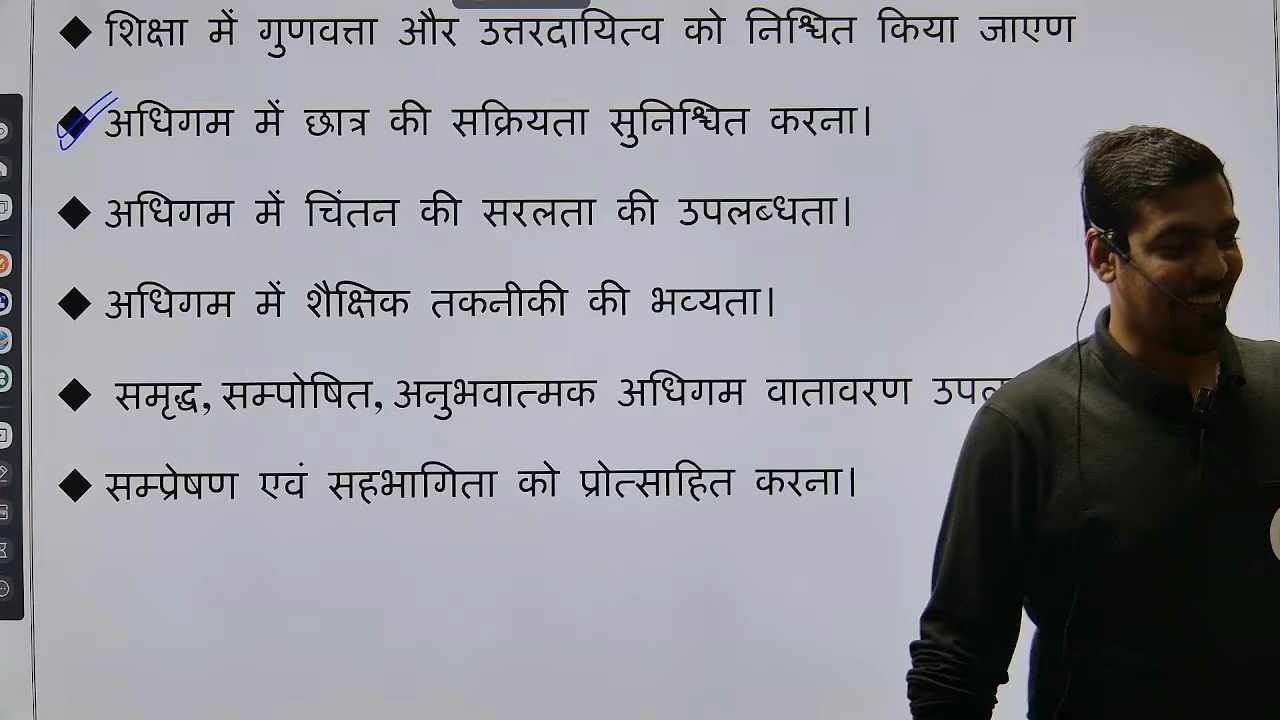 ◆ शिक्षा में गुणवत्ता और उत्तरदायित्व को निश्चित किया जाएण
◆ अधिगम में छात्र की सक्रियता सुनिश्चित करना।
◆ अधिगम में चिंतन की सरलता की उपलब्धता।
◆ अधिगम में शैक्षिक तकनीकी की भव्यता।
◆ समृद्ध, सम्पोषित, अनुभवात्मक अधिगम वातावरण
◆ सम्प्रेषण एवं सहभागिता को प्रोत्साहित करना।